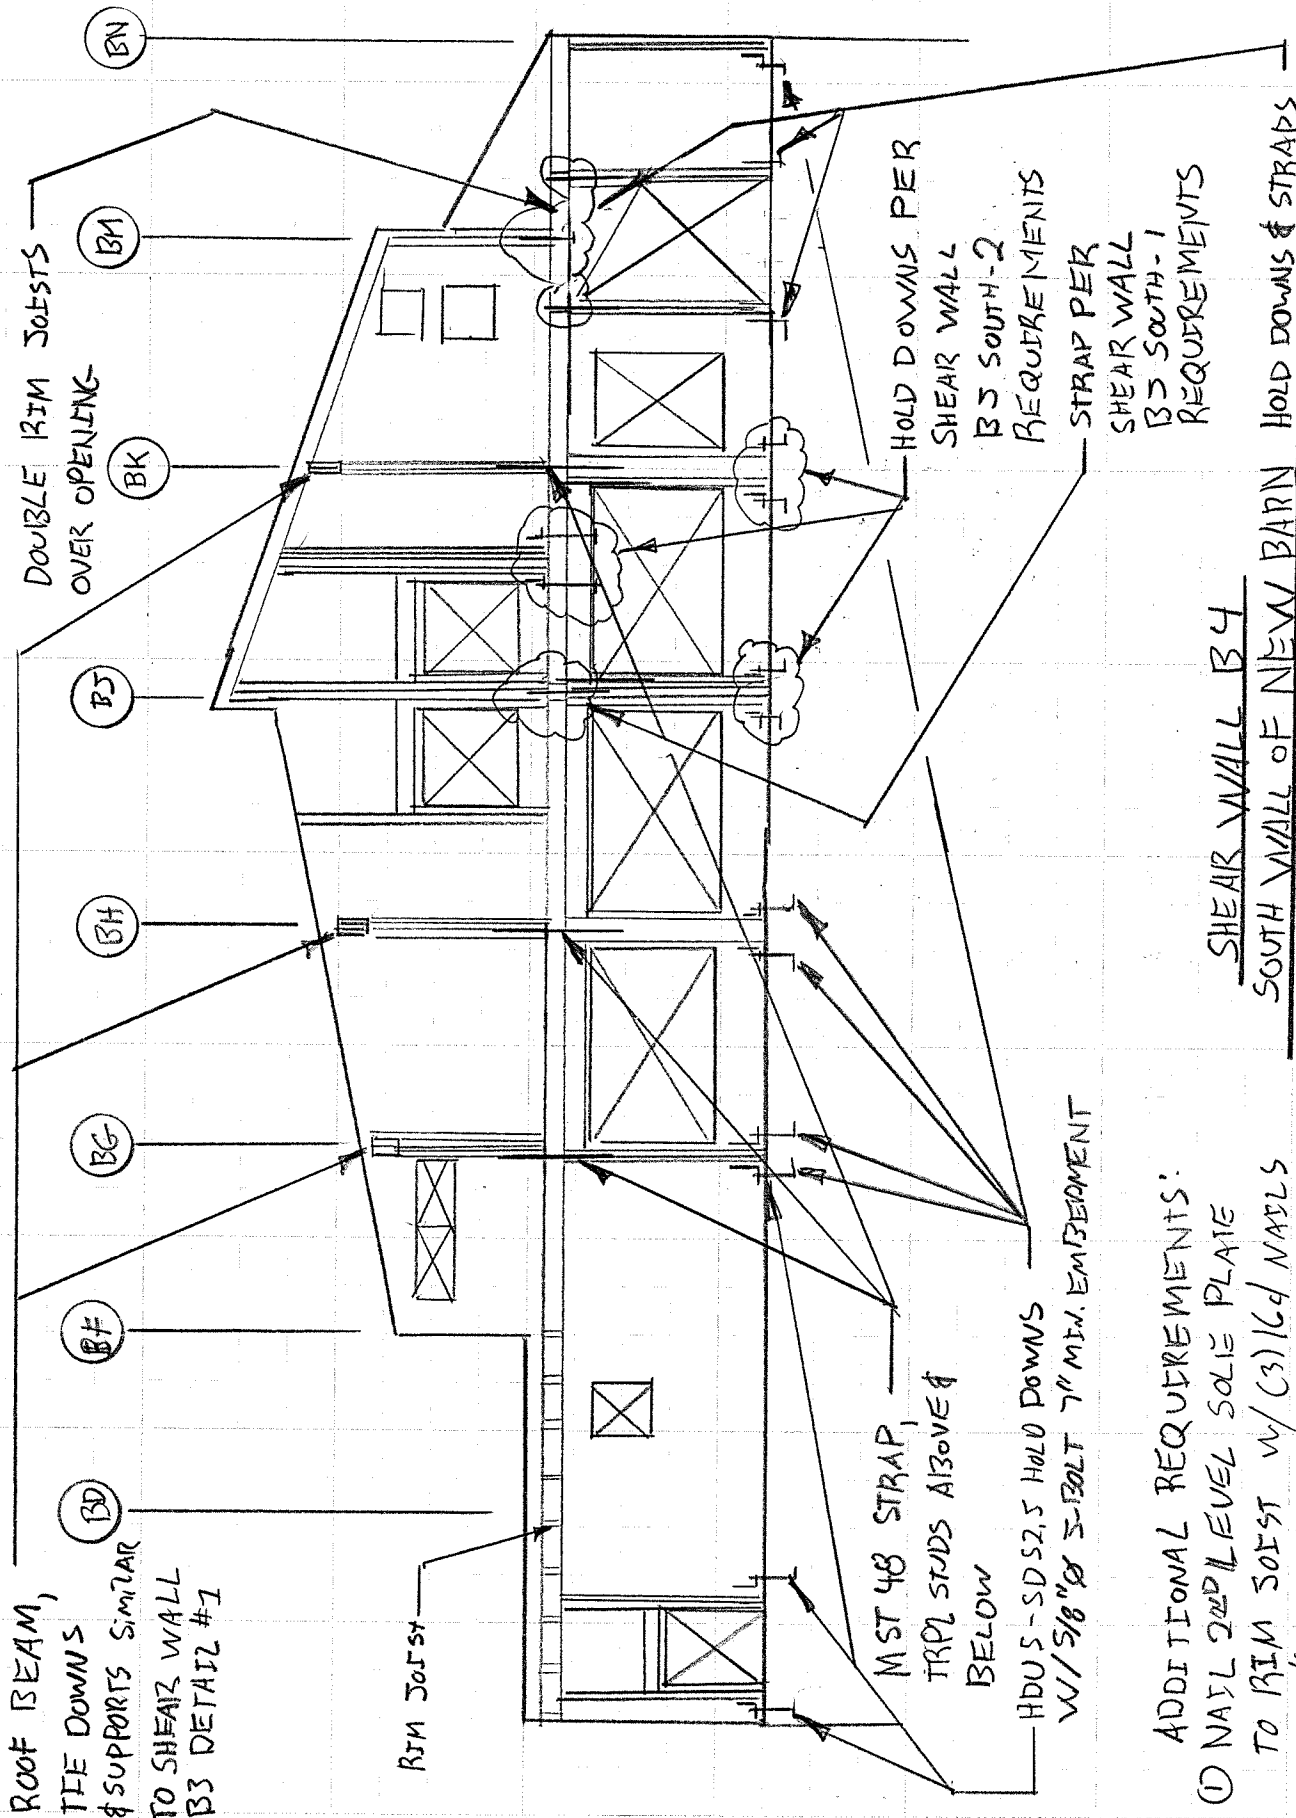 ROOF BEAM,
TIE DOWNS
& SUPPORTS SIMILAR
TO SHEAR WALL
B3 DETAIL #1
DOUBLE RIM JOISTS
OVER OPENING
BD
BF
BG
BH
BJ
BK
BM
BN
RIM JOIST
HOLD DOWNS PER
SHEAR WALL
BJ SOUTH-2
REQUIREMENTS
STRAP PER
SHEAR WALL
BJ SOUTH-1
REQUIREMENTS
MST 48 STRAP,
TRPL STUDS ABOVE &
BELOW
HDU5-SDS2.5 HOLD DOWNS
W/ 5/8"Ø J-BOLT 7" MIN. EMBEDMENT
ADDITIONAL REQUIREMENTS:
① NAIL 2ND LEVEL SOLE PLATE
TO RIM JOIST W/ (3) 16d NAILS
SHEAR WALL B4
SOUTH WALL OF NEW BARN
HOLD DOWNS & STRAPS